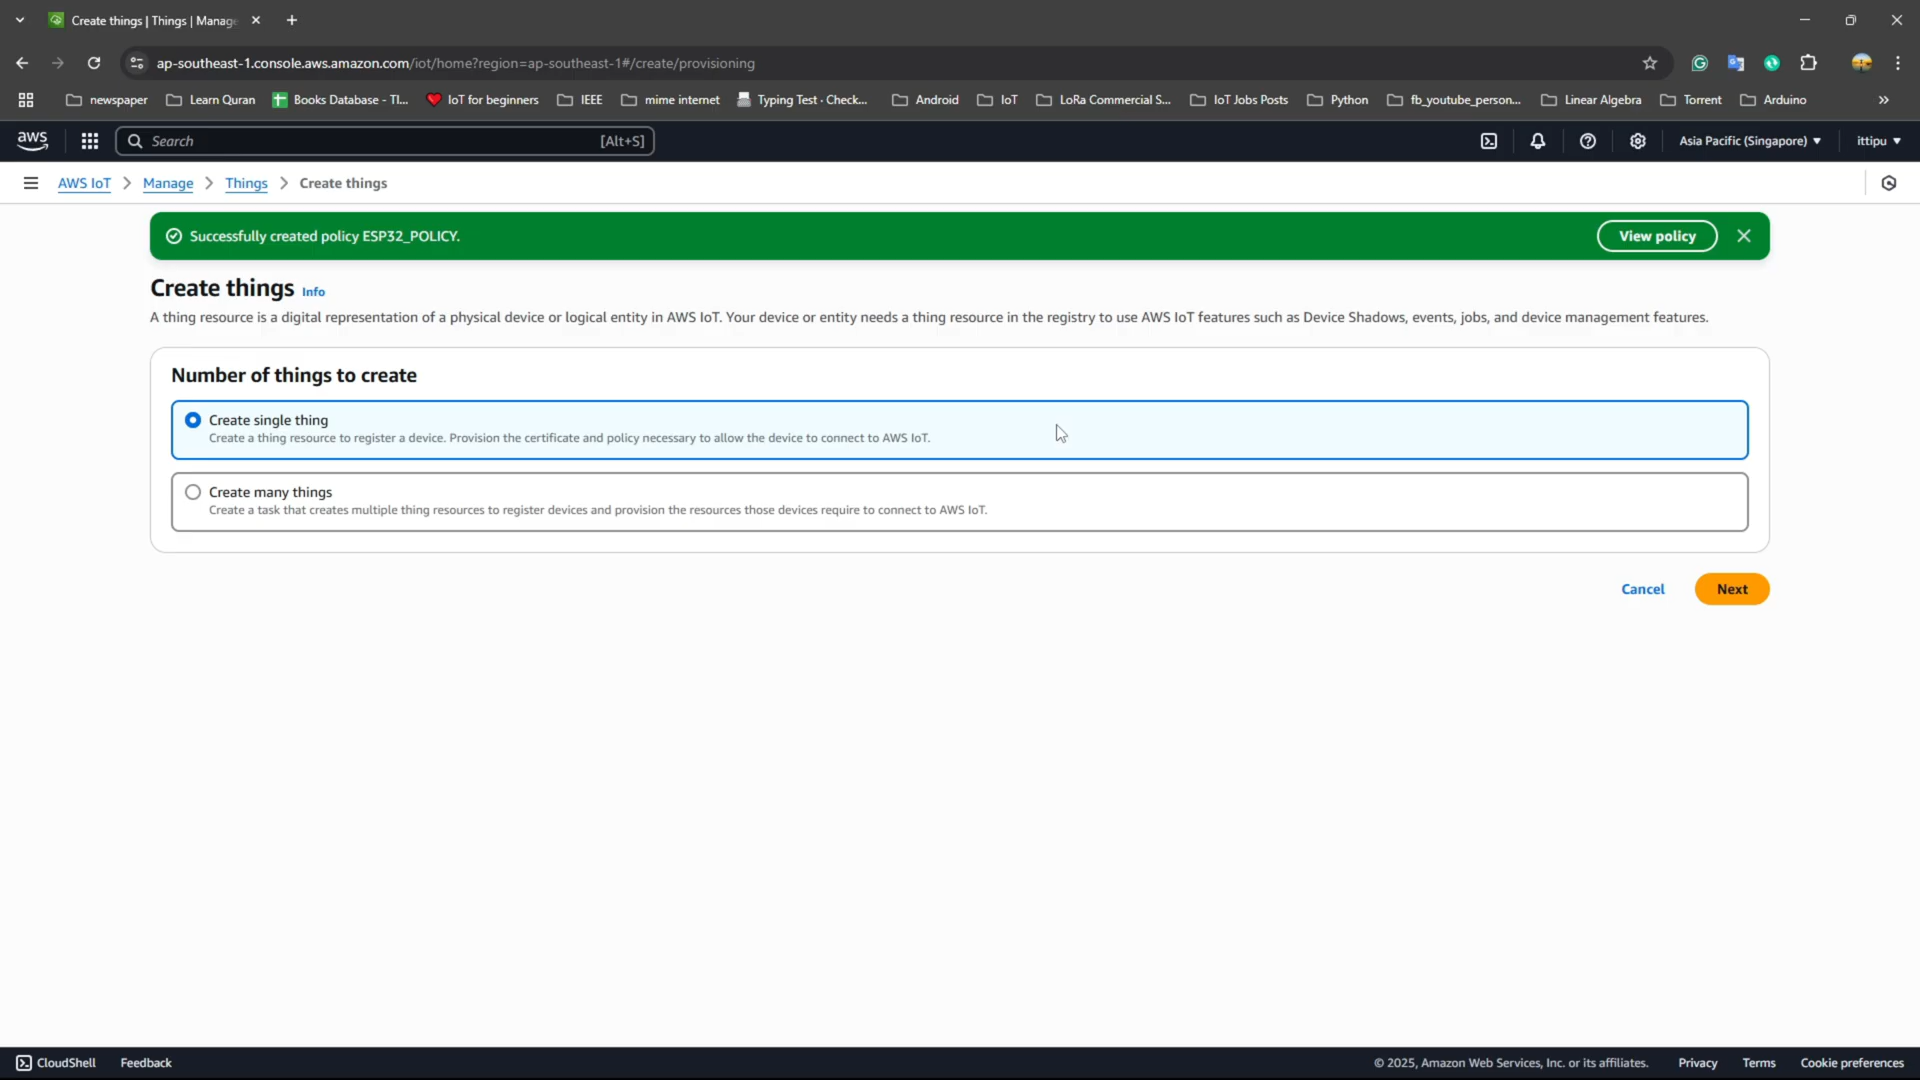 Create things | Things | Manage
ap-southeast-1.console.aws.amazon.com/iot/home?region=ap-southeast-1#/create/provisioning
newspaper Learn Quran Books Database - TI... IoT for beginners IEEE mime internet Typing Test · Check... Android IoT LoRa Commercial S... IoT Jobs Posts Python fb_youtube_person... Linear Algebra Torrent Arduino »
aws Search [Alt+S] Asia Pacific (Singapore) ittipu
AWS IoT > Manage > Things > Create things
Successfully created policy ESP32_POLICY. View policy
Create things Info
A thing resource is a digital representation of a physical device or logical entity in AWS IoT. Your device or entity needs a thing resource in the registry to use AWS IoT features such as Device Shadows, events, jobs, and device management features.
Number of things to create
Create single thing
Create a thing resource to register a device. Provision the certificate and policy necessary to allow the device to connect to AWS IoT.
Create many things
Create a task that creates multiple thing resources to register devices and provision the resources those devices require to connect to AWS IoT.
Cancel Next
CloudShell Feedback © 2025, Amazon Web Services, Inc. or its affiliates. Privacy Terms Cookie preferences